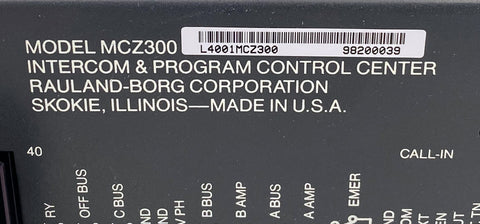 MODEL MCZ300 L4001MCZ300 98200039
INTERCOM & PROGRAM CONTROL CENTER
RAULAND-BORG CORPORATION
SKOKIE, ILLINOIS—MADE IN U.S.A.
40
CALL-IN
OFF BUS
C BUS
V PH
B BUS
B AMP
A BUS
A AMP
EMER